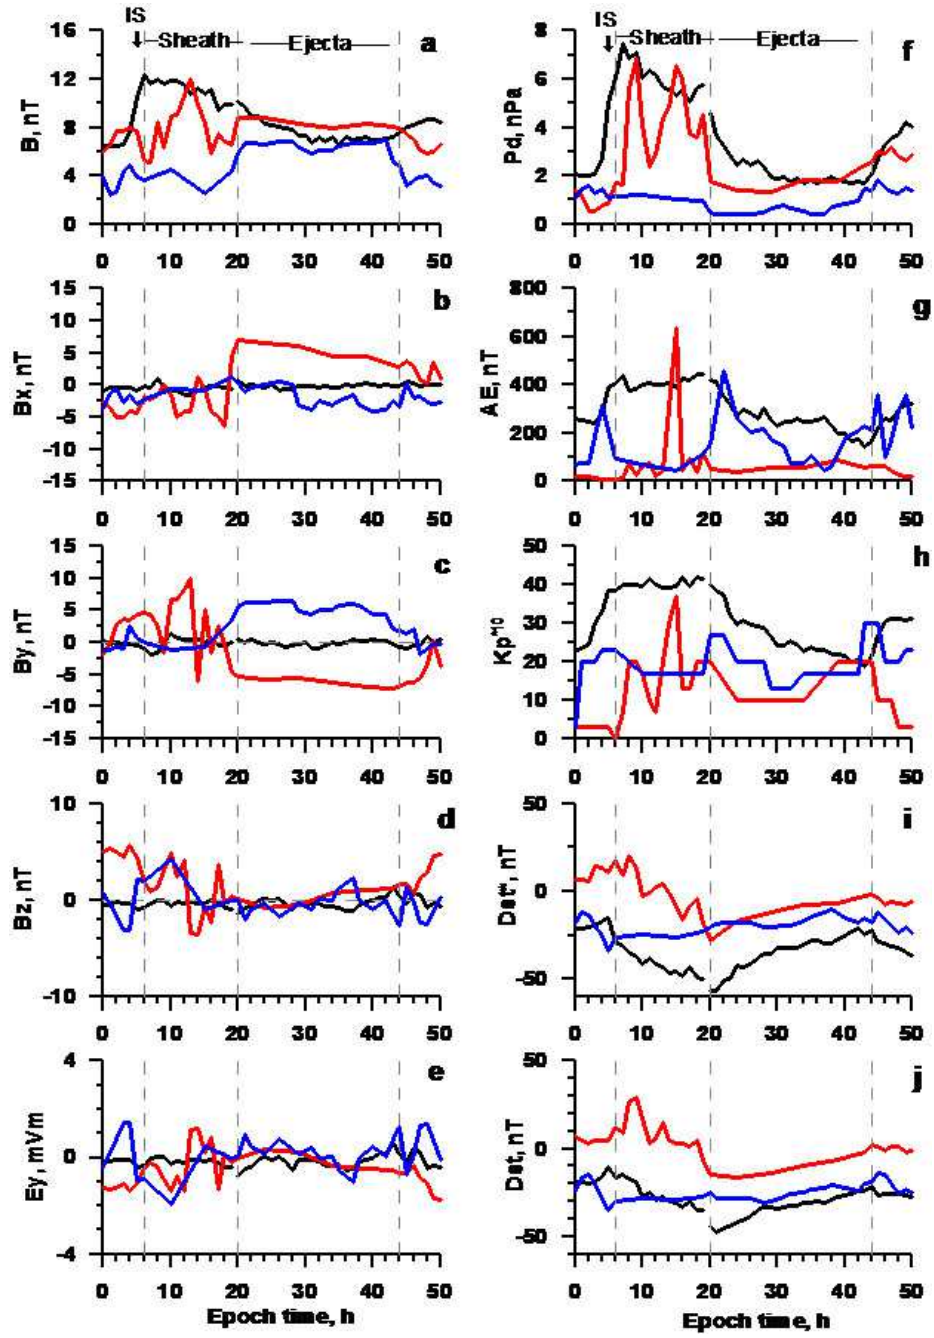 IS
Sheath
Ejecta
a
B, nT
16
12
8
4
0
0 10 20 30 40 50
IS
Sheath
Ejecta
f
Pd, nPa
8
6
4
2
0
0 10 20 30 40 50
b
Bx, nT
15
10
5
0
-5
-10
-15
0 10 20 30 40 50
g
AE, nT
800
600
400
200
0
0 10 20 30 40 50
c
By, nT
15
10
5
0
-5
-10
-15
0 10 20 30 40 50
h
Kp*10
50
40
30
20
10
0
0 10 20 30 40 50
d
Bz, nT
10
0
-10
0 10 20 30 40 50
i
Dst*, nT
50
0
-50
0 10 20 30 40 50
e
Ey, mVm
4
0
-4
0 10 20 30 40 50
Epoch time, h
j
Dst, nT
50
0
-50
0 10 20 30 40 50
Epoch time, h